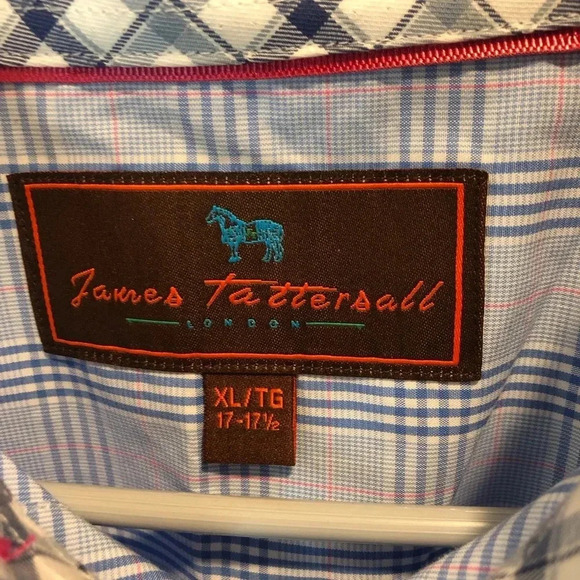 James Tattersall
LONDON
XL/TG
17-17½